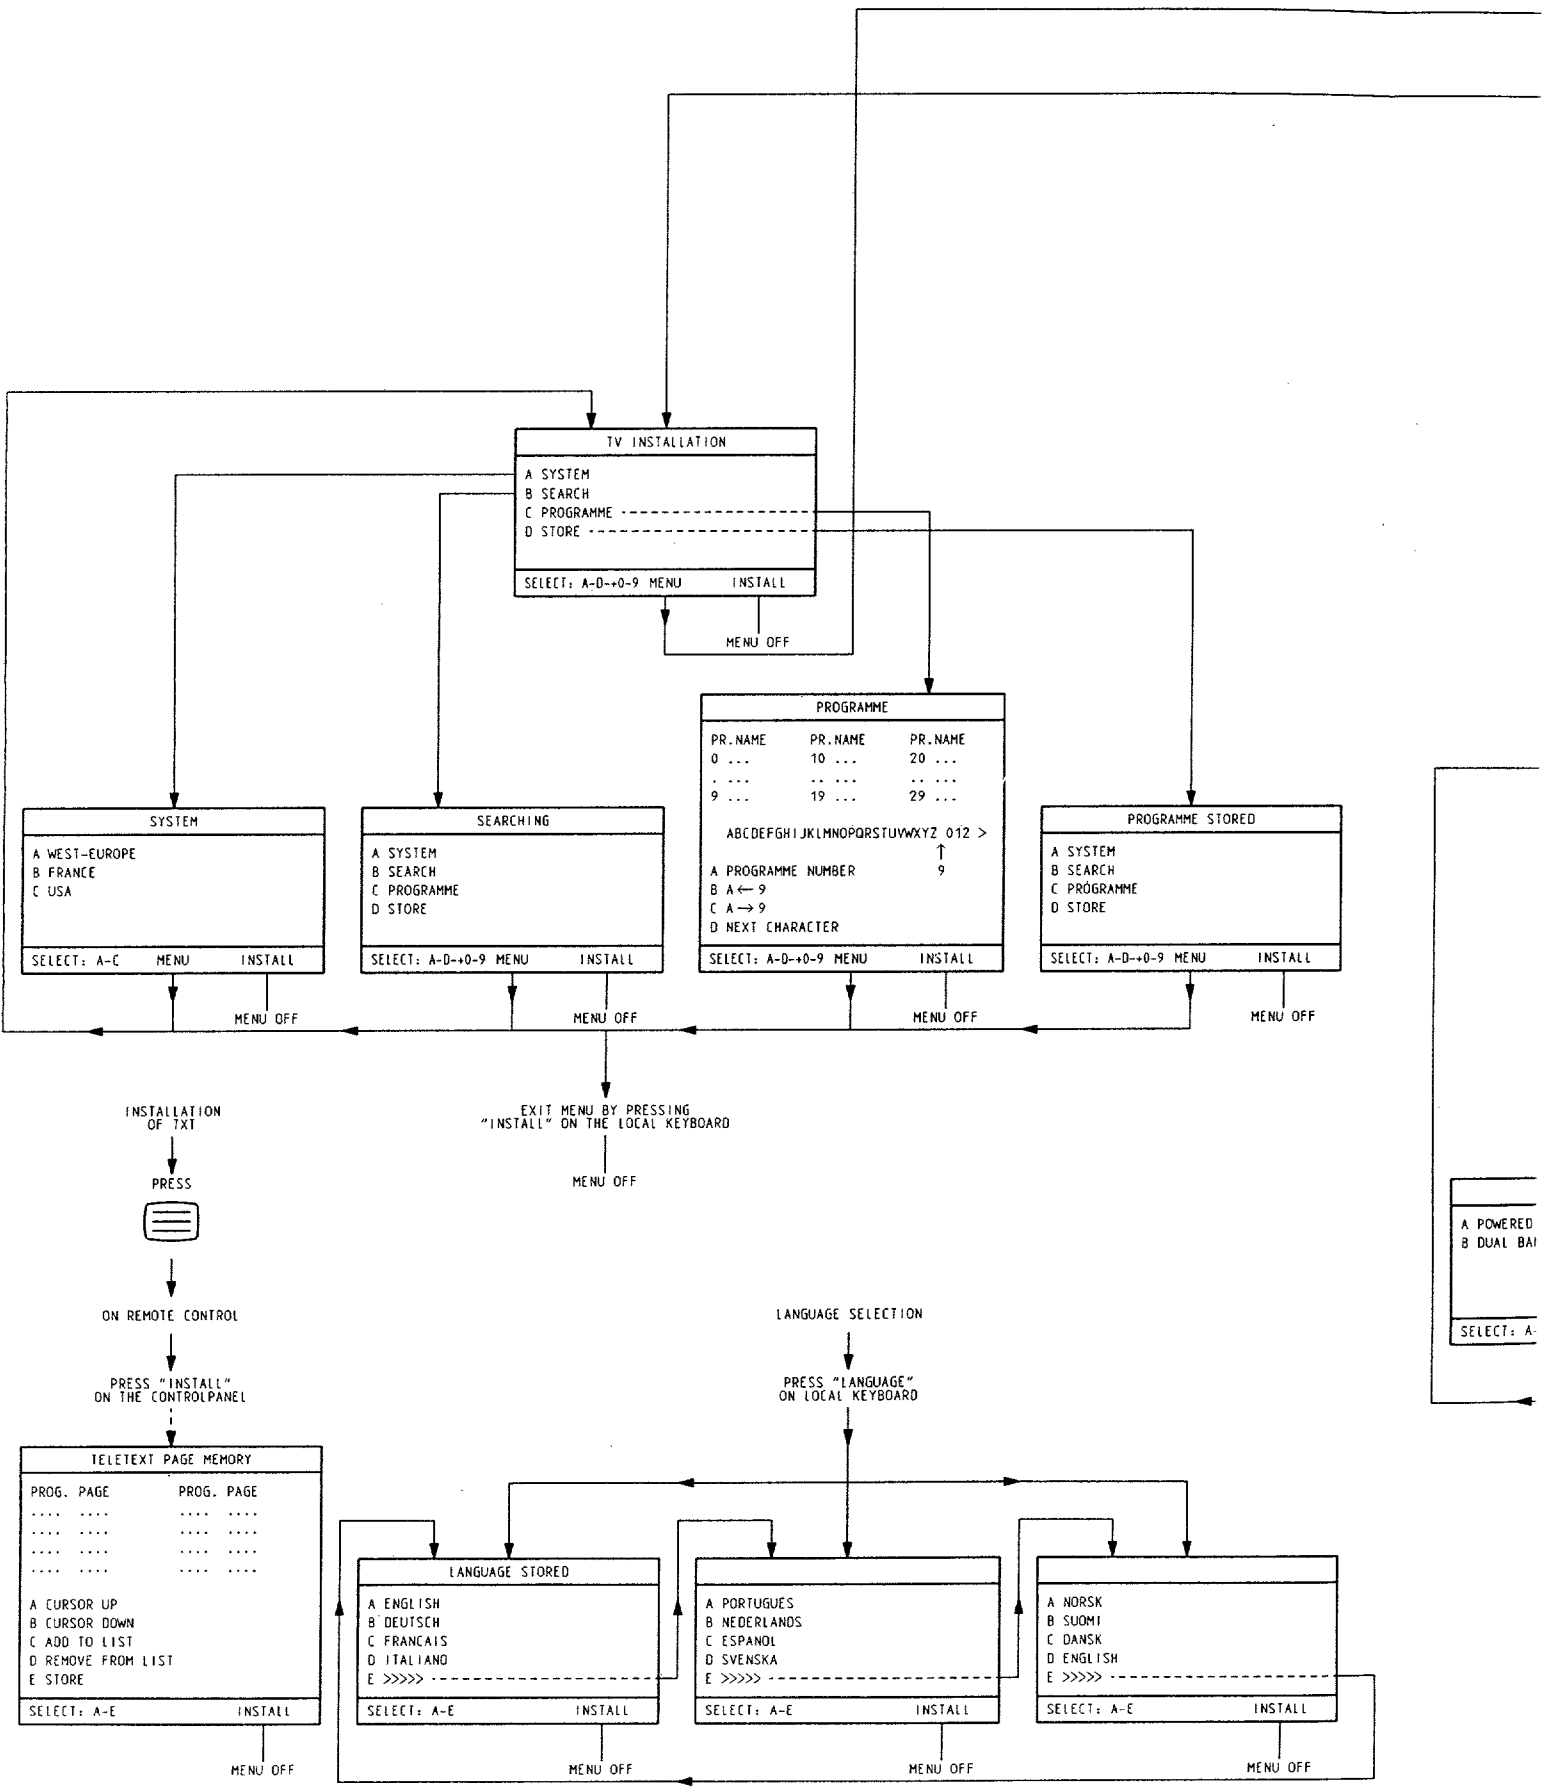 TV INSTALLATION
A SYSTEM
B SEARCH
C PROGRAMME
D STORE
SELECT: A-D-+0-9 MENU INSTALL
MENU OFF
PROGRAMME
PR.NAME PR.NAME PR.NAME
0 ... 10 ... 20 ...
. ... .. ... .. ...
9 ... 19 ... 29 ...
ABCDEFGHIJKLMNOPQRSTUVWXYZ 012 >
↑
A PROGRAMME NUMBER 9
B A ← 9
C A → 9
D NEXT CHARACTER
SELECT: A-D-+0-9 MENU INSTALL
MENU OFF
SYSTEM
A WEST-EUROPE
B FRANCE
C USA
SELECT: A-C MENU INSTALL
MENU OFF
SEARCHING
A SYSTEM
B SEARCH
C PROGRAMME
D STORE
SELECT: A-D-+0-9 MENU INSTALL
MENU OFF
PROGRAMME STORED
A SYSTEM
B SEARCH
C PROGRAMME
D STORE
SELECT: A-D-+0-9 MENU INSTALL
MENU OFF
EXIT MENU BY PRESSING
"INSTALL" ON THE LOCAL KEYBOARD
MENU OFF
INSTALLATION
OF TXT
PRESS
ON REMOTE CONTROL
PRESS "INSTALL"
ON THE CONTROLPANEL
TELETEXT PAGE MEMORY
PROG. PAGE PROG. PAGE
.... .... .... ....
.... .... .... ....
.... .... .... ....
.... .... .... ....
A CURSOR UP
B CURSOR DOWN
C ADD TO LIST
D REMOVE FROM LIST
E STORE
SELECT: A-E INSTALL
MENU OFF
LANGUAGE SELECTION
PRESS "LANGUAGE"
ON LOCAL KEYBOARD
LANGUAGE STORED
A ENGLISH
B DEUTSCH
C FRANCAIS
D ITALIANO
E >>>>>
SELECT: A-E INSTALL
MENU OFF
A PORTUGUES
B NEDERLANDS
C ESPANOL
D SVENSKA
E >>>>>
SELECT: A-E INSTALL
MENU OFF
A NORSK
B SUOMI
C DANSK
D ENGLISH
E >>>>>
SELECT: A-E INSTALL
MENU OFF
A POWERED
B DUAL
SELECT: A-